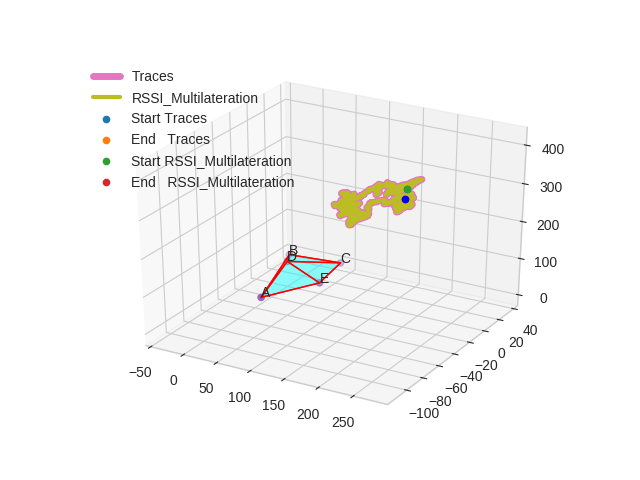 Traces
RSSI_Multilateration
Start Traces
End   Traces
Start RSSI_Multilateration
End   RSSI_Multilateration
B
D
C
E
A
400
300
200
100
0
−50
0
50
100
150
200
250
40
20
0
−20
−40
−60
−80
−100